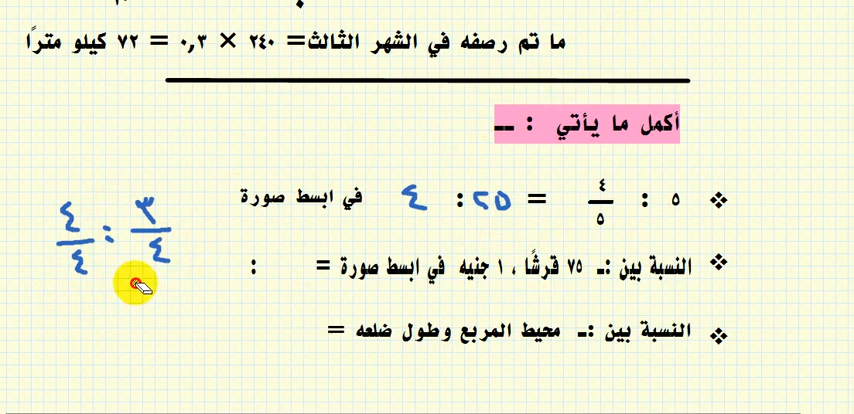 ما تم رصفه في الشهر الثالث= ٢٤٠ × ٠,٣ = ٧٢ كيلو مترًا
أكمل ما يأتي : ــ
❖ ٥ : ٤/٥ = ٢٥ : ٤ في ابسط صورة
٣/٤ : ٤/٤
❖ النسبة بين :ـ ٧٥ قرشًا ، ١ جنيه في ابسط صورة = :
❖ النسبة بين :ـ محيط المربع وطول ضلعه =